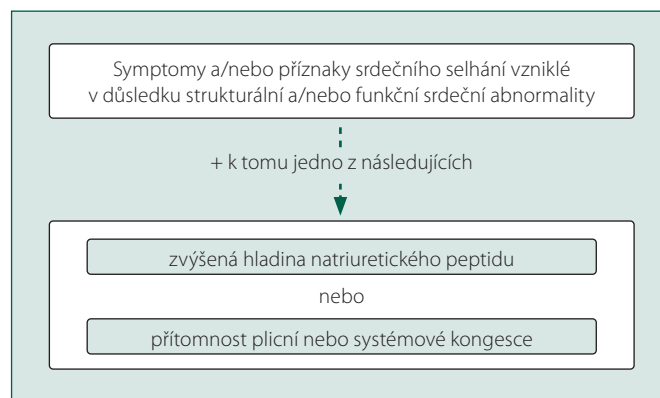 Symptomy a/nebo příznaky srdečního selhání vzniklé
v důsledku strukturální a/nebo funkční srdeční abnormality
+ k tomu jedno z následujících
zvýšená hladina natriuretického peptidu
nebo
přítomnost plicní nebo systémové kongesce